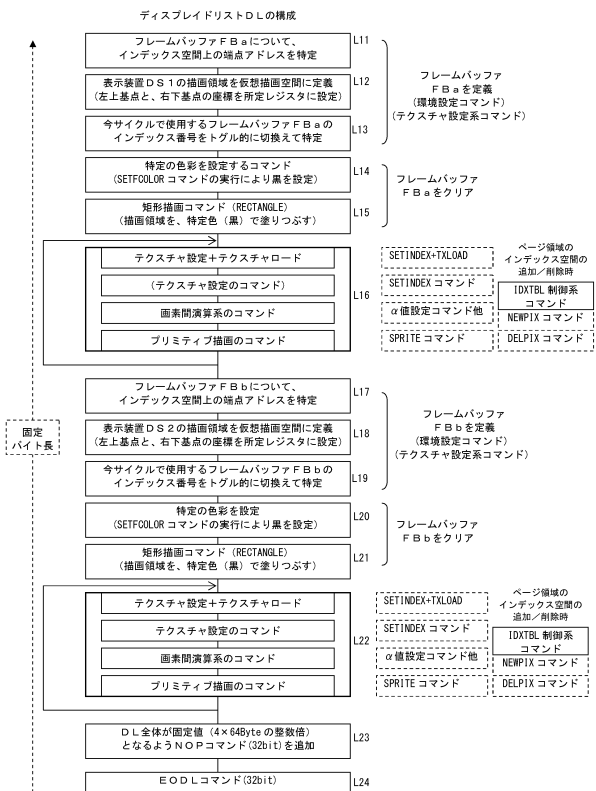 ディスプレイドリストＤＬの構成
フレームバッファＦＢａについて、
インデックス空間上の端点アドレスを特定
L11
表示装置ＤＳ１の描画領域を仮想描画空間に定義
(左上基点と、右下基点の座標を所定レジスタに設定)
L12
今サイクルで使用するフレームバッファＦＢａの
インデックス番号をトグル的に切換えて特定
L13
フレームバッファ
ＦＢａを定義
(環境設定コマンド)
(テクスチャ設定系コマンド)
特定の色彩を設定するコマンド
(SETFCOLORコマンドの実行により黒を設定)
L14
矩形描画コマンド（RECTANGLE)
(描画領域を、特定色（黒）で塗りつぶす)
L15
フレームバッファ
ＦＢａをクリア
テクスチャ設定＋テクスチャロード
(テクスチャ設定のコマンド)
画素間演算系のコマンド
プリミティブ描画のコマンド
L16
SETINDEX+TXLOAD
SETINDEX コマンド
α値設定コマンド他
SPRITE コマンド
ページ領域の
インデックス空間の
追加／削除時
IDXTBL 制御系
コマンド
NEWPIX コマンド
DELPIX コマンド
フレームバッファＦＢｂについて、
インデックス空間上の端点アドレスを特定
L17
表示装置ＤＳ２の描画領域を仮想描画空間に定義
(左上基点と、右下基点の座標を所定レジスタに設定)
L18
今サイクルで使用するフレームバッファＦＢｂの
インデックス番号をトグル的に切換えて特定
L19
フレームバッファ
ＦＢｂを定義
(環境設定コマンド)
(テクスチャ設定系コマンド)
固定
バイト長
特定の色彩を設定
(SETFCOLORコマンドの実行により黒を設定)
L20
矩形描画コマンド（RECTANGLE)
(描画領域を、特定色（黒）で塗りつぶす)
L21
フレームバッファ
ＦＢｂをクリア
テクスチャ設定＋テクスチャロード
テクスチャ設定のコマンド
画素間演算系のコマンド
プリミティブ描画のコマンド
L22
SETINDEX+TXLOAD
SETINDEX コマンド
α値設定コマンド他
SPRITE コマンド
ページ領域の
インデックス空間の
追加／削除時
IDXTBL 制御系
コマンド
NEWPIX コマンド
DELPIX コマンド
ＤＬ全体が固定値（4×64Byteの整数倍）
となるようＮＯＰコマンド(32bit)を追加
L23
ＥＯＤＬコマンド(32bit)
L24